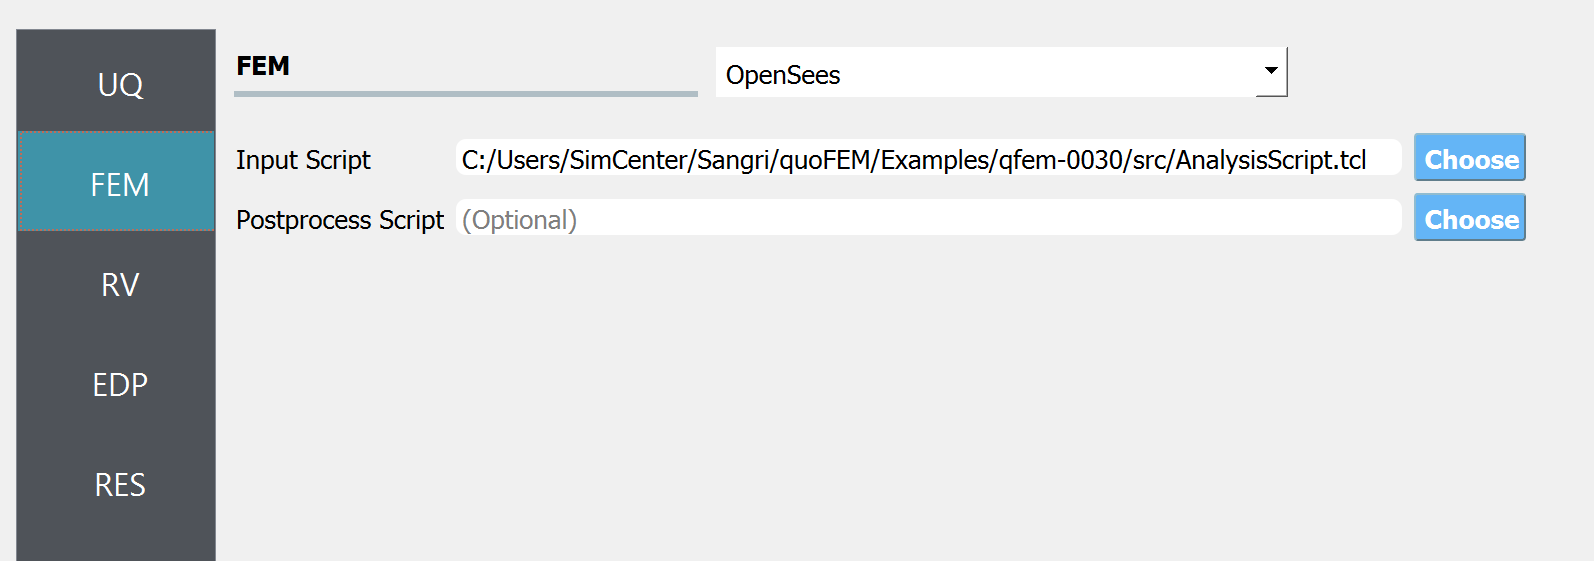 UQ
FEM
RV
EDP
RES
FEM
OpenSees
Input Script C:/Users/SimCenter/Sangri/quoFEM/Examples/qfem-0030/src/AnalysisScript.tcl Choose
Postprocess Script (Optional) Choose